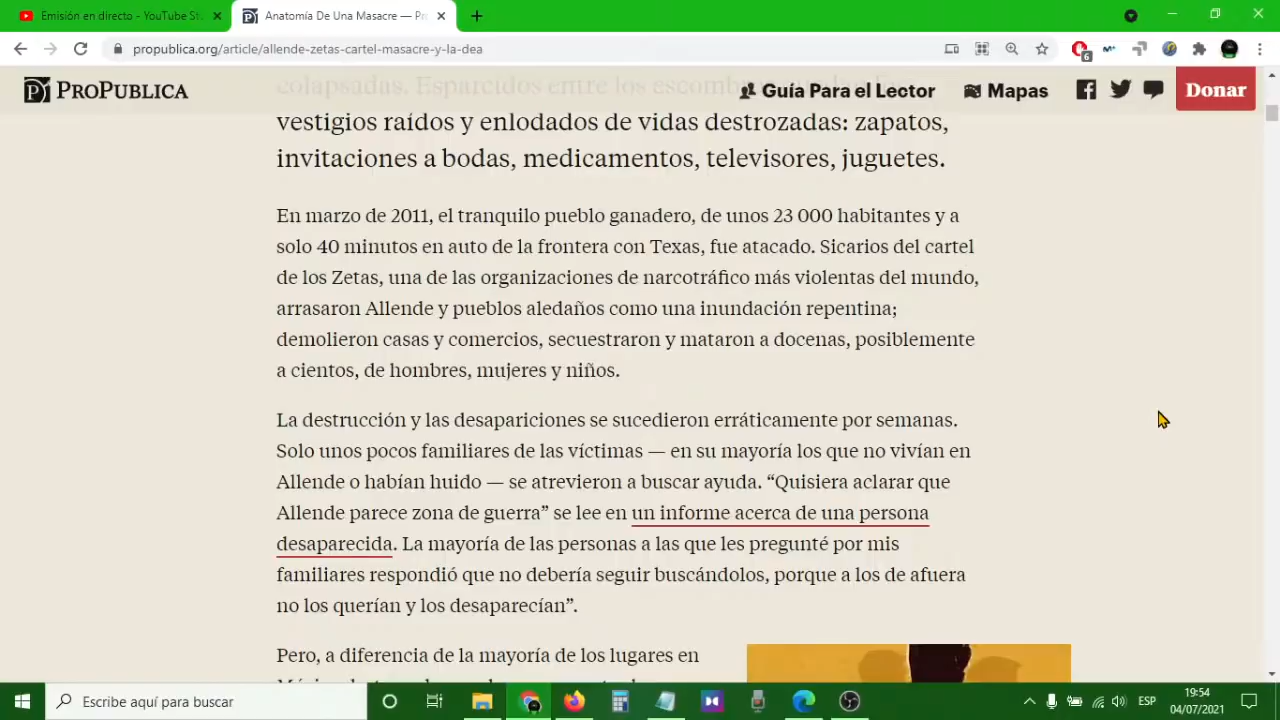 Emisión en directo - YouTube St
Anatomía De Una Masacre — Pr
propublica.org/article/allende-zetas-cartel-masacre-y-la-dea
6
PROPUBLICA
Guía Para el Lector
Mapas
Donar
colapsadas. Esparcidos entre los escombros
vestigios raídos y enlodados de vidas destrozadas: zapatos,
invitaciones a bodas, medicamentos, televisores, juguetes.
En marzo de 2011, el tranquilo pueblo ganadero, de unos 23 000 habitantes y a
solo 40 minutos en auto de la frontera con Texas, fue atacado. Sicarios del cartel
de los Zetas, una de las organizaciones de narcotráfico más violentas del mundo,
arrasaron Allende y pueblos aledaños como una inundación repentina;
demolieron casas y comercios, secuestraron y mataron a docenas, posiblemente
a cientos, de hombres, mujeres y niños.
La destrucción y las desapariciones se sucedieron erráticamente por semanas.
Solo unos pocos familiares de las víctimas — en su mayoría los que no vivían en
Allende o habían huido — se atrevieron a buscar ayuda. “Quisiera aclarar que
Allende parece zona de guerra” se lee en un informe acerca de una persona
desaparecida. La mayoría de las personas a las que les pregunté por mis
familiares respondió que no debería seguir buscándolos, porque a los de afuera
no los querían y los desaparecían”.
Pero, a diferencia de la mayoría de los lugares en
Escribe aquí para buscar
ESP
19:54
04/07/2021